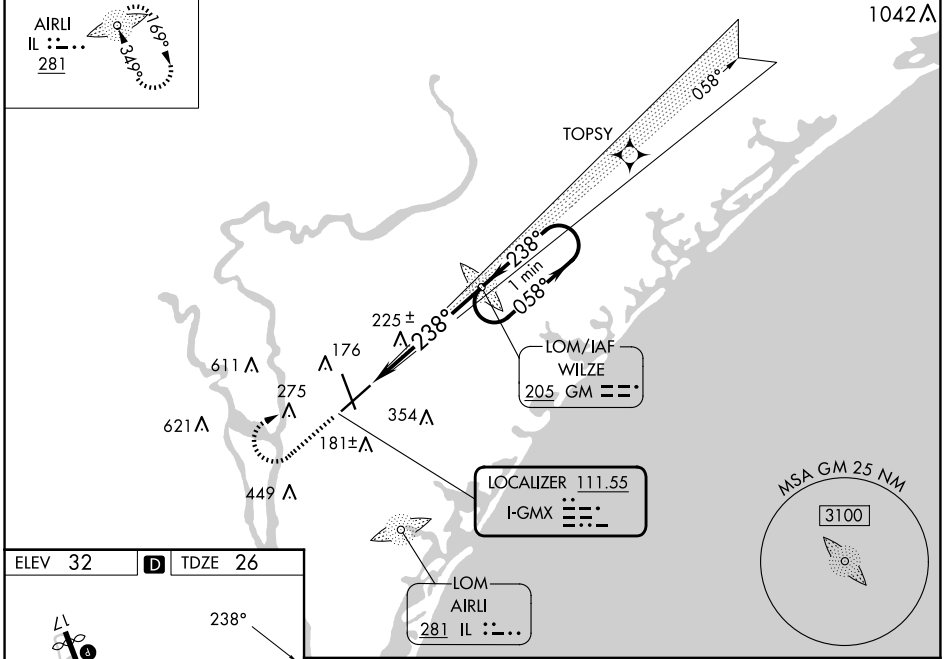 AIRLI
IL
281
169°
349°
1042
058°
TOPSY
238°
1 min
058°
238°
225 ±
176
611
275
621
354
181±
449
LOM/IAF
WILZE
205 GM
LOCALIZER 111.55
I-GMX
MSA GM 25 NM
3100
LOM
AIRLI
281 IL
ELEV 32 D TDZE 26
238°
17
P